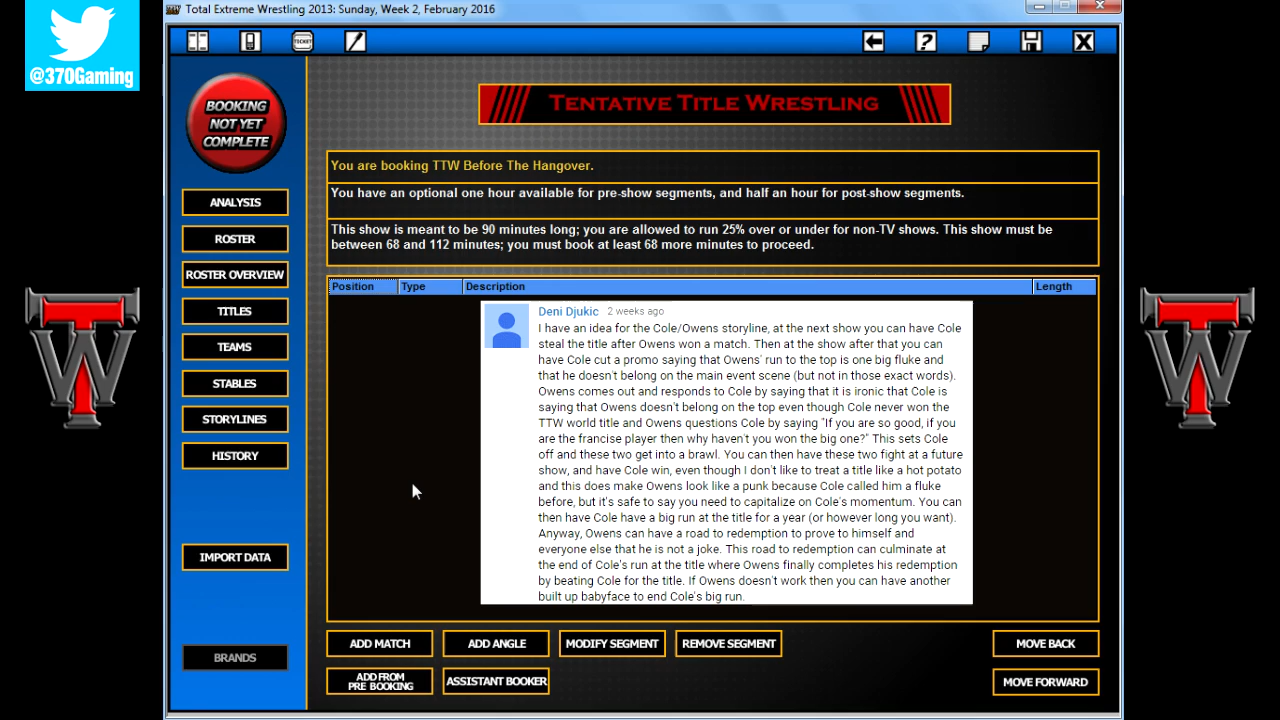 Total Extreme Wrestling 2013: Sunday, Week 2, February 2016
@370Gaming
BOOKING
NOT YET
COMPLETE
TICKET
TENTATIVE TITLE WRESTLING
You are booking TTW Before The Hangover.
You have an optional one hour available for pre-show segments, and half an hour for post-show segments.
This show is meant to be 90 minutes long; you are allowed to run 25% over or under for non-TV shows. This show must be
between 68 and 112 minutes; you must book at least 68 more minutes to proceed.
ANALYSIS
ROSTER
ROSTER OVERVIEW
TITLES
TEAMS
STABLES
STORYLINES
HISTORY
IMPORT DATA
BRANDS
Position Type Description Length
Deni Djukic 2 weeks ago
I have an idea for the Cole/Owens storyline, at the next show you can have Cole
steal the title after Owens won a match. Then at the show after that you can
have Cole cut a promo saying that Owens' run to the top is one big fluke and
that he doesn't belong on the main event scene (but not in those exact words).
Owens comes out and responds to Cole by saying that it is ironic that Cole is
saying that Owens doesn't belong on the top even though Cole never won the
TTW world title and Owens questions Cole by saying "If you are so good, if you
are the francise player then why haven't you won the big one?" This sets Cole
off and these two get into a brawl. You can then have these two fight at a future
show, and have Cole win, even though I don't like to treat a title like a hot potato
and this does make Owens look like a punk because Cole called him a fluke
before, but it's safe to say you need to capitalize on Cole's momentum. You can
then have Cole have a big run at the title for a year (or however long you want).
Anyway, Owens can have a road to redemption to prove to himself and
everyone else that he is not a joke. This road to redemption can culminate at
the end of Cole's run at the title where Owens finally completes his redemption
by beating Cole for the title. If Owens doesn't work then you can have another
built up babyface to end Cole's big run.
ADD MATCH
ADD ANGLE
MODIFY SEGMENT
REMOVE SEGMENT
MOVE BACK
ADD FROM
PRE BOOKING
ASSISTANT BOOKER
MOVE FORWARD